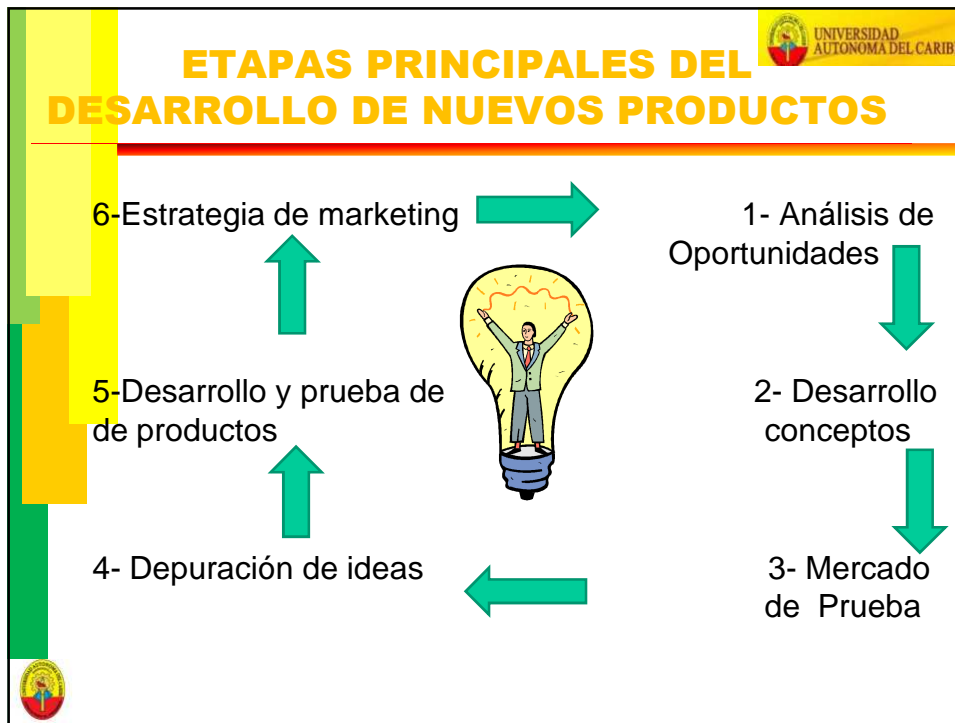 UNIVERSIDAD
AUTONOMA DEL CARIB
ETAPAS PRINCIPALES DEL
DESARROLLO DE NUEVOS PRODUCTOS
6-Estrategia de marketing
1- Análisis de
Oportunidades
5-Desarrollo y prueba de
de productos
2- Desarrollo
conceptos
4- Depuración de ideas
3- Mercado
de Prueba